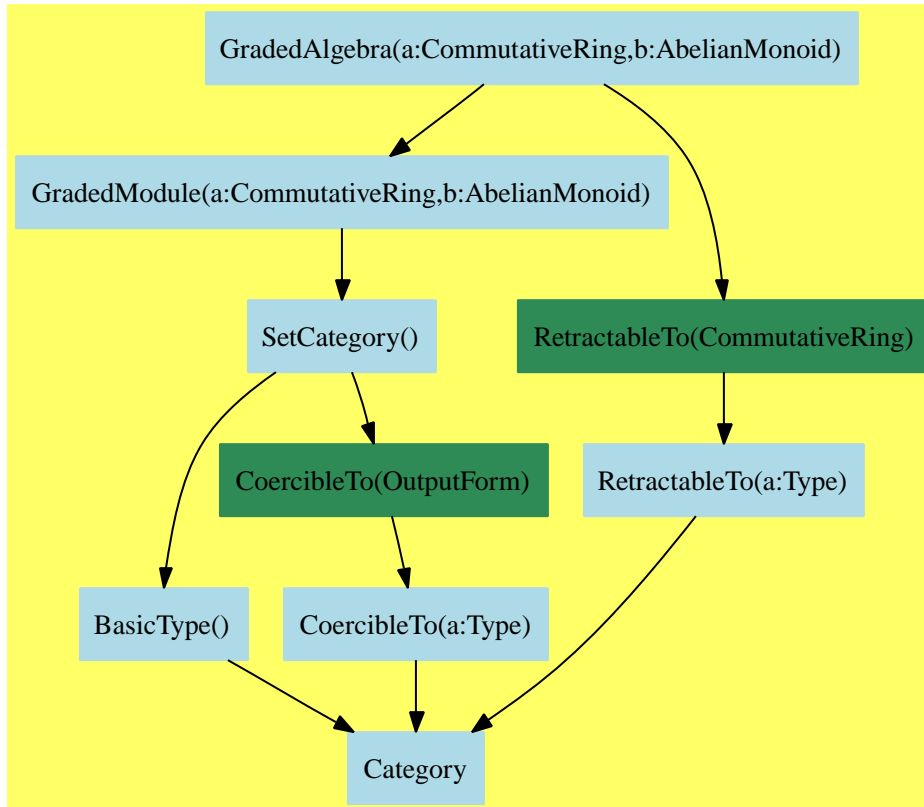 GradedAlgebra(a:CommutativeRing,b:AbelianMonoid)
GradedModule(a:CommutativeRing,b:AbelianMonoid)
SetCategory()
RetractableTo(CommutativeRing)
CoercibleTo(OutputForm)
RetractableTo(a:Type)
BasicType()
CoercibleTo(a:Type)
Category